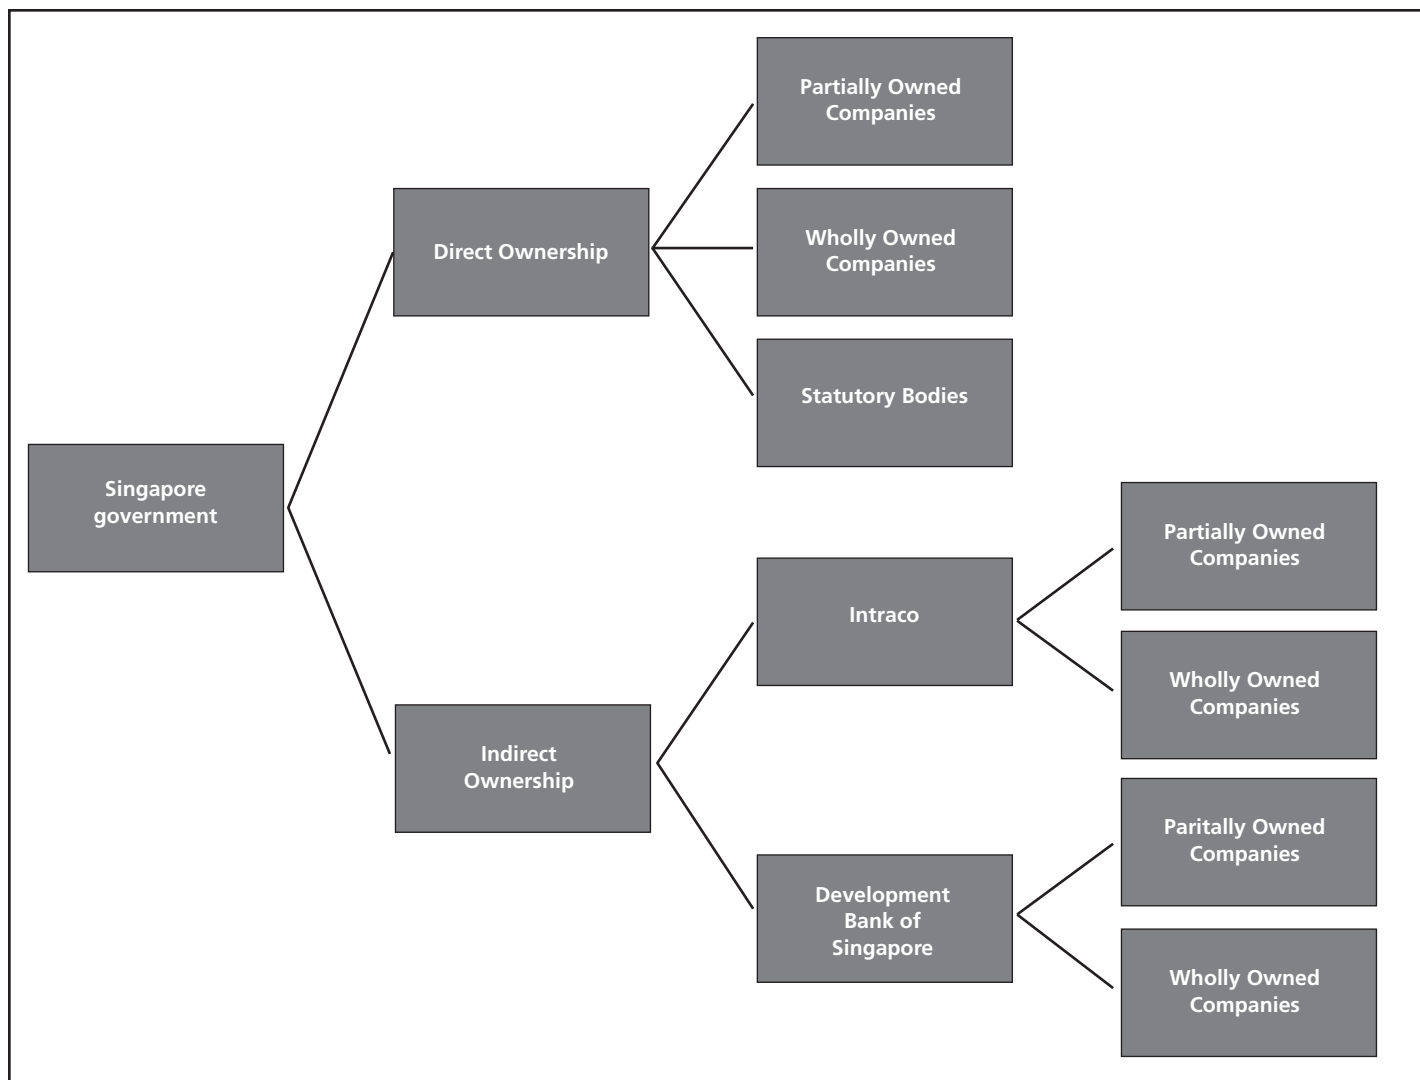 Partially Owned
Companies
Direct Ownership
Wholly Owned
Companies
Statutory Bodies
Singapore
government
Partially Owned
Companies
Intraco
Wholly Owned
Companies
Indirect
Ownership
Paritally Owned
Companies
Development
Bank of
Singapore
Wholly Owned
Companies